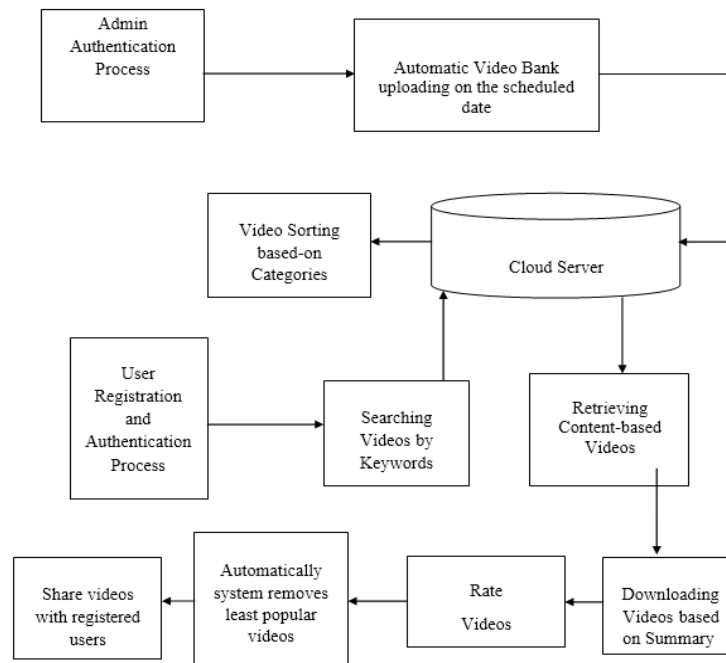 Admin
Authentication
Process
Automatic Video Bank
uploading on the scheduled
date
Video Sorting
based-on
Categories
Cloud Server
User
Registration
and
Authentication
Process
Searching
Videos by
Keywords
Retrieving
Content-based
Videos
Share videos
with registered
users
Automatically
system removes
least popular
videos
Rate
Videos
Downloading
Videos based
on Summary